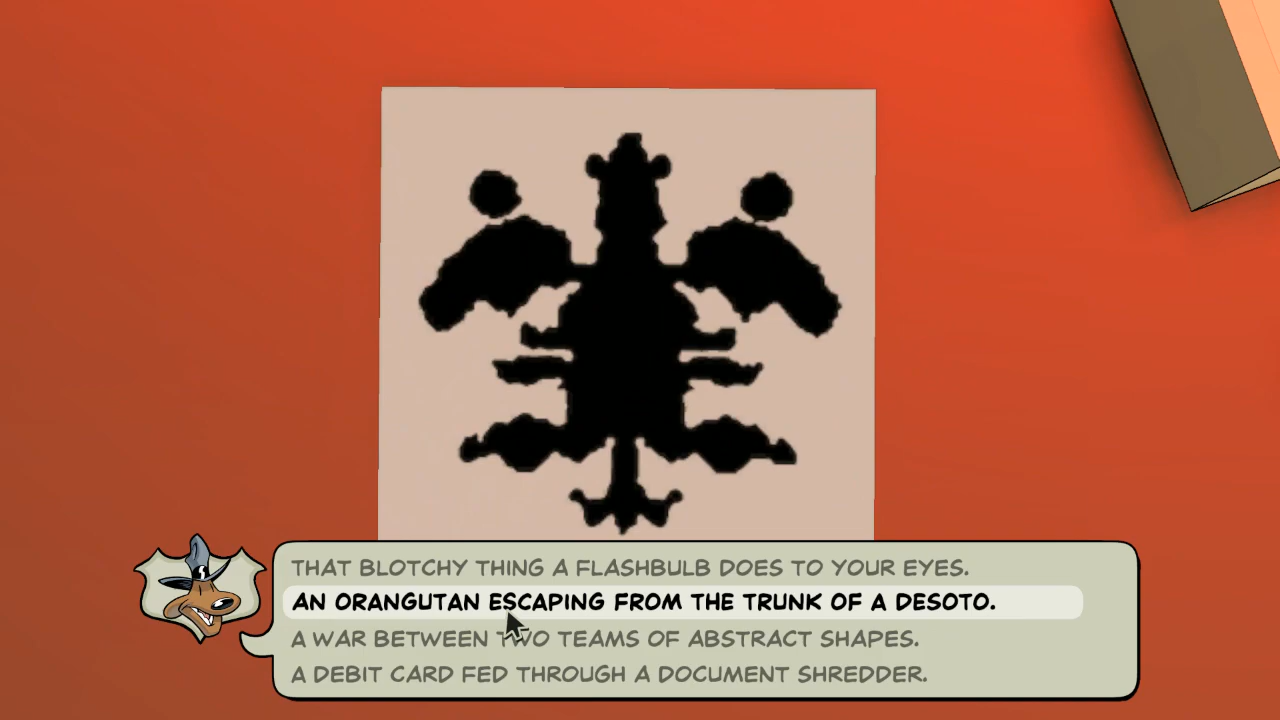 THAT BLOTCHY THING A FLASHBULB DOES TO YOUR EYES.
AN ORANGUTAN ESCAPING FROM THE TRUNK OF A DESOTO.
A WAR BETWEEN TWO TEAMS OF ABSTRACT SHAPES.
A DEBIT CARD FED THROUGH A DOCUMENT SHREDDER.